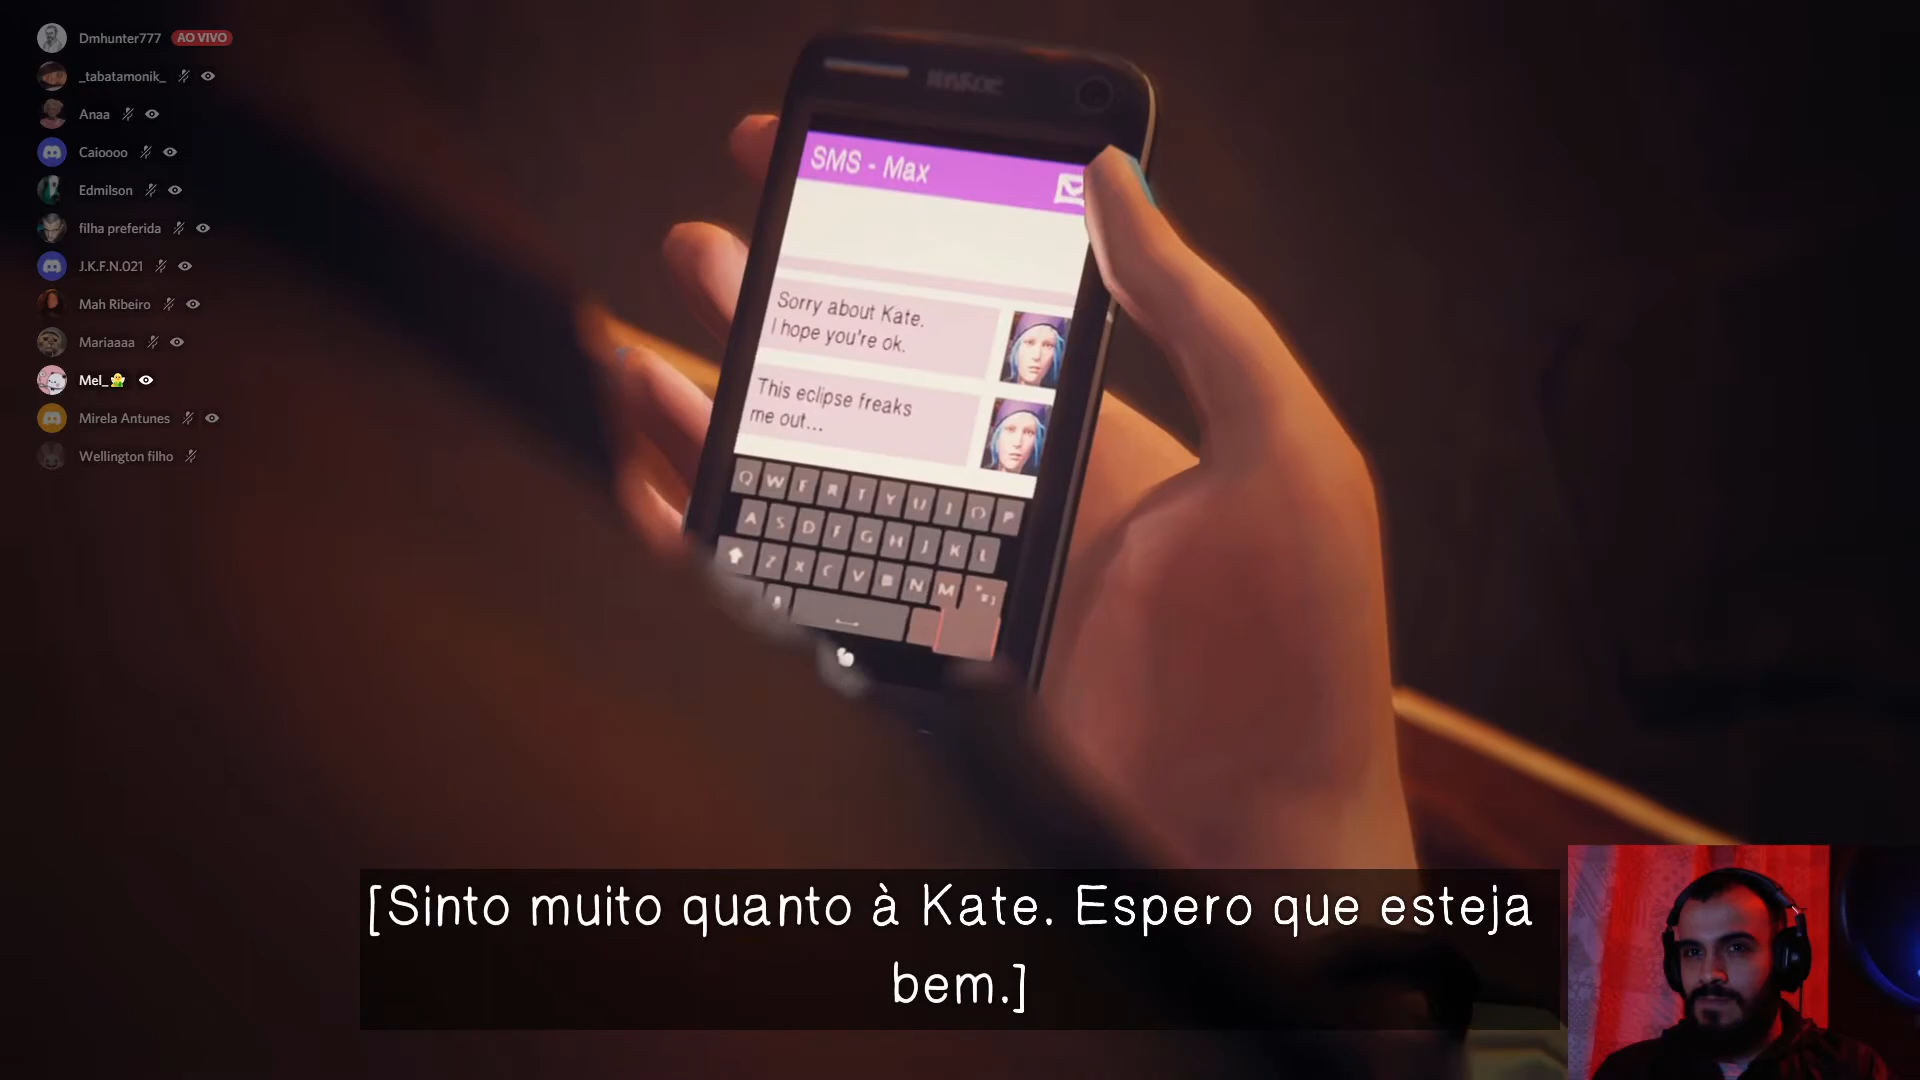 Dmhunter777 AO VIVO
_tabatamonik_
Anaa
Caioooo
Edmilson
filha preferida
J.K.F.N.021
Mah Ribeiro
Mariaaaa
Mel_
Mirela Antunes
Wellington filho
SMS - Max
Sorry about Kate.
I hope you're ok.
This eclipse freaks
me out...
Q W E R T Y U I O P
A S D F G H J K L
Z X C V B N M
[Sinto muito quanto à Kate. Espero que esteja
bem.]